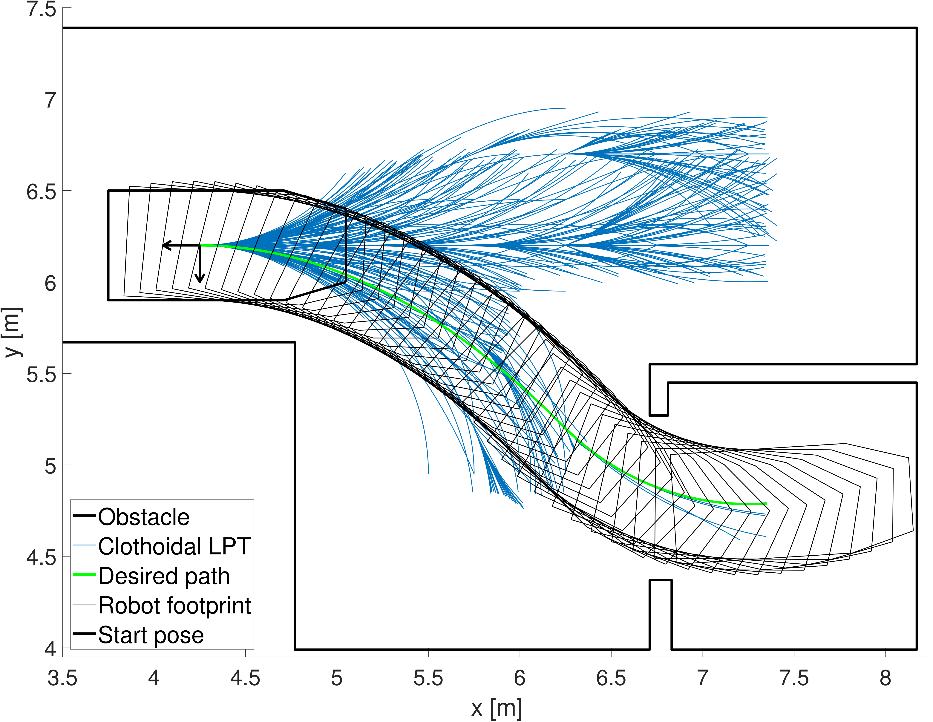 7.5
7
6.5
6
5.5
5
4.5
4
y [m]
Obstacle
Clothoidal LPT
Desired path
Robot footprint
Start pose
3.5 4 4.5 5 5.5 6 6.5 7 7.5 8
x [m]